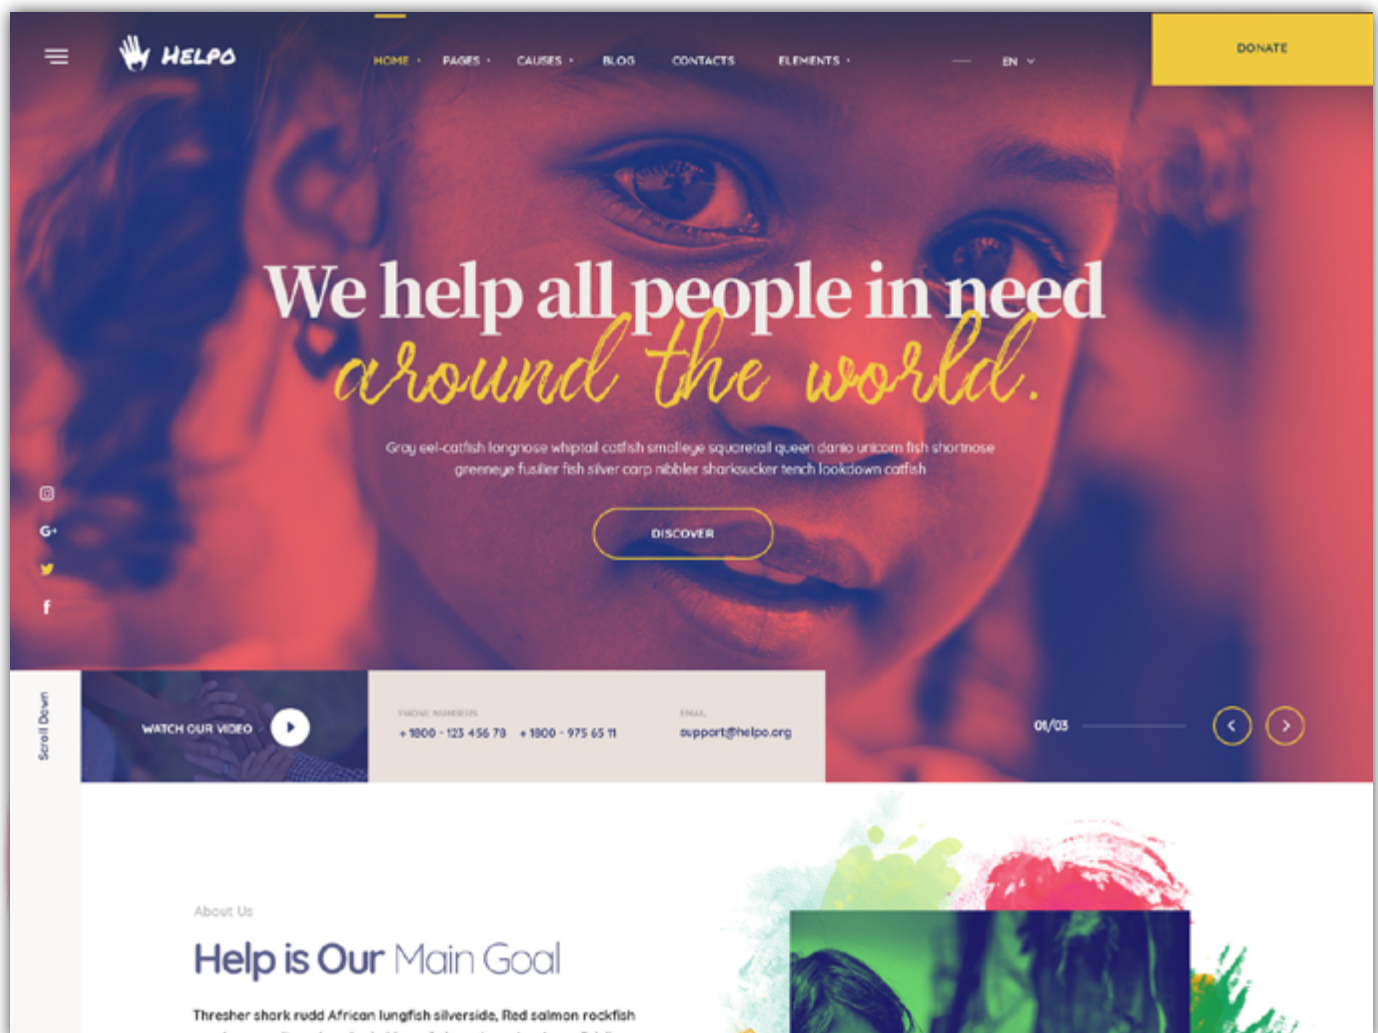 HELPO
HOME
PAGES
CAUSES
BLOG
CONTACTS
ELEMENTS
EN
DONATE
We help all people in need
around the world.
Gray eel-catfish longnose whiptail catfish smalleye squaretail queen danio unicorn fish shortnose
greeneye fusilier fish silver carp nibbler sharksucker tench lookdown catfish
DISCOVER
G+
f
Scroll Down
WATCH OUR VIDEO
PHONE NUMBERS
+ 1800 - 123 456 78 + 1800 - 975 65 11
EMAIL
support@helpo.org
01/03
About Us
Help is Our Main Goal
Thresher shark rudd African lungfish silverside, Red salmon rockfish